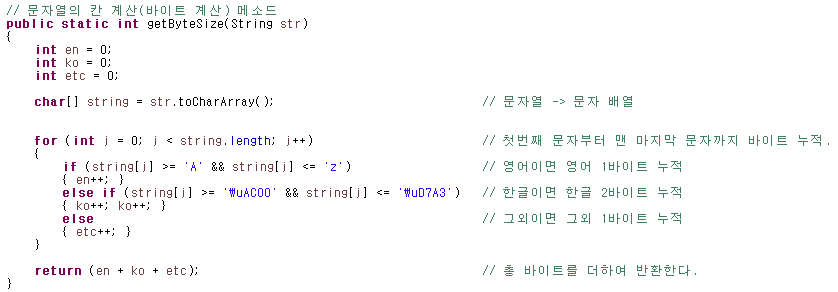 // 문자열의 칸 계산(바이트 계산) 메소드
public static int getByteSize(String str)
{
    int en = 0;
    int ko = 0;
    int etc = 0;

    char[] string = str.toCharArray();    // 문자열 -> 문자 배열

    for (int j = 0; j < string.length; j++)    // 첫번째 문자부터 맨 마지막 문자까지 바이트 누적.
    {
        if (string[j] >= 'A' && string[j] <= 'z')    // 영어이면 영어 1바이트 누적
        { en++; }
        else if (string[j] >= '₩uAC00' && string[j] <= '₩uD7A3')    // 한글이면 한글 2바이트 누적
        { ko++; ko++; }
        else    // 그외이면 그외 1바이트 누적
        { etc++; }
    }

    return (en + ko + etc);    // 총 바이트를 더하여 반환한다.
}